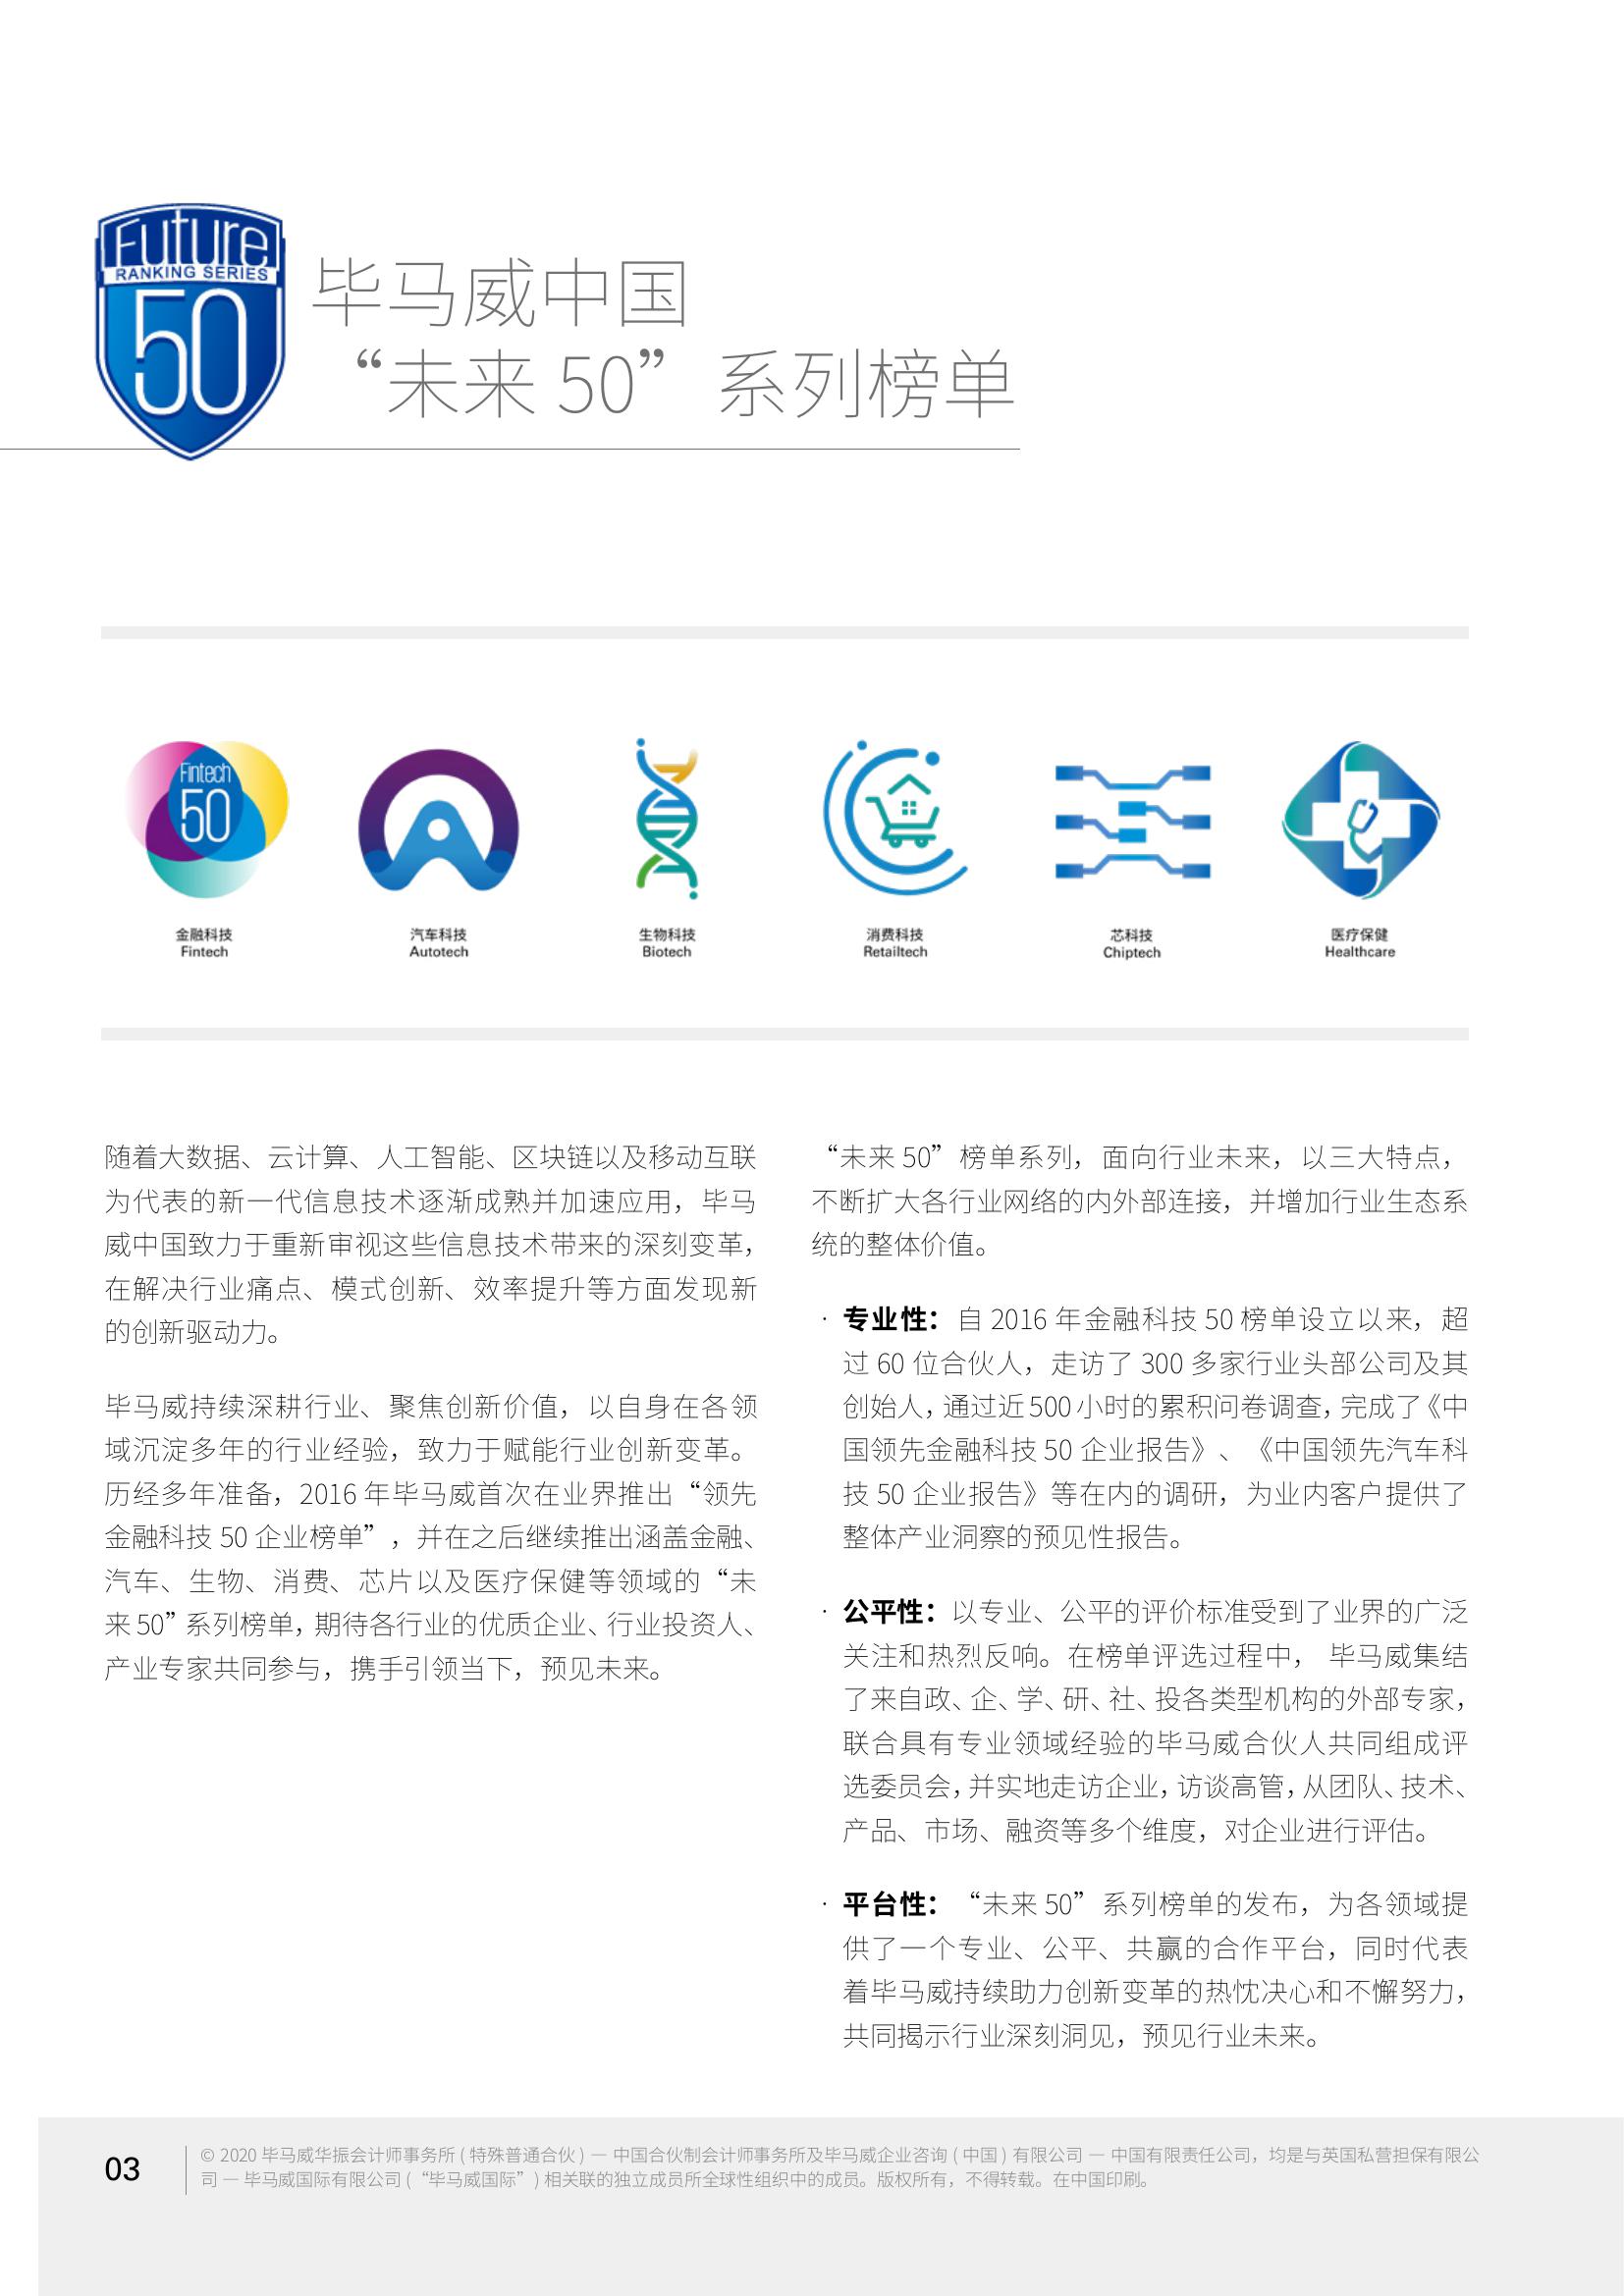 Future
RANKING SERIES
50
毕马威中国
“未来 50” 系列榜单
Fintech
50
金融科技
Fintech
汽车科技
Autotech
生物科技
Biotech
消费科技
Retailtech
芯科技
Chiptech
医疗保健
Healthcare
随着大数据、云计算、人工智能、区块链以及移动互联
为代表的新一代信息技术逐渐成熟并加速应用，毕马
威中国致力于重新审视这些信息技术带来的深刻变革，
在解决行业痛点、模式创新、效率提升等方面发现新
的创新驱动力。
毕马威持续深耕行业、聚焦创新价值，以自身在各领
域沉淀多年的行业经验，致力于赋能行业创新变革。
历经多年准备，2016 年毕马威首次在业界推出“领先
金融科技 50 企业榜单”，并在之后继续推出涵盖金融、
汽车、生物、消费、芯片以及医疗保健等领域的“未
来 50”系列榜单，期待各行业的优质企业、行业投资人、
产业专家共同参与，携手引领当下，预见未来。
“未来 50”榜单系列，面向行业未来，以三大特点，
不断扩大各行业网络的内外部连接，并增加行业生态系
统的整体价值。
· 专业性：自 2016 年金融科技 50 榜单设立以来，超
过 60 位合伙人，走访了 300 多家行业头部公司及其
创始人，通过近 500 小时的累积问卷调查，完成了《中
国领先金融科技 50 企业报告》、《中国领先汽车科
技 50 企业报告》等在内的调研，为业内客户提供了
整体产业洞察的预见性报告。
· 公平性：以专业、公平的评价标准受到了业界的广泛
关注和热烈反响。在榜单评选过程中， 毕马威集结
了来自政、企、学、研、社、投各类型机构的外部专家，
联合具有专业领域经验的毕马威合伙人共同组成评
选委员会，并实地走访企业，访谈高管，从团队、技术、
产品、市场、融资等多个维度，对企业进行评估。
· 平台性：“未来 50”系列榜单的发布，为各领域提
供了一个专业、公平、共赢的合作平台，同时代表
着毕马威持续助力创新变革的热忱决心和不懈努力，
共同揭示行业深刻洞见，预见行业未来。
03
© 2020 毕马威华振会计师事务所 ( 特殊普通合伙 ) — 中国合伙制会计师事务所及毕马威企业咨询 ( 中国 ) 有限公司 — 中国有限责任公司，均是与英国私营担保有限公
司 — 毕马威国际有限公司 (“毕马威国际”) 相关联的独立成员所全球性组织中的成员。版权所有，不得转载。在中国印刷。